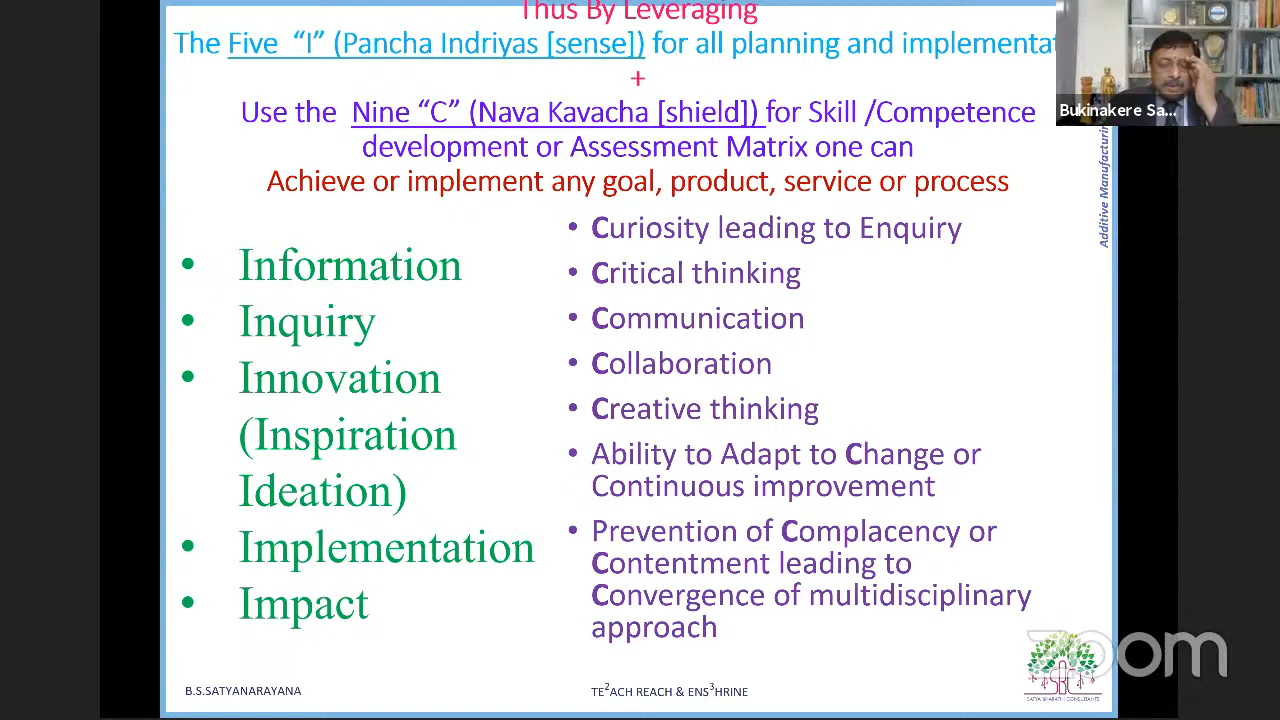 Thus By Leveraging
The Five “I” (Pancha Indriyas [sense]) for all planning and implementat
+
Use the Nine “C” (Nava Kavacha [shield]) for Skill /Competence
development or Assessment Matrix one can
Achieve or implement any goal, product, service or process
• Information
• Inquiry
• Innovation
(Inspiration
Ideation)
• Implementation
• Impact
• Curiosity leading to Enquiry
• Critical thinking
• Communication
• Collaboration
• Creative thinking
• Ability to Adapt to Change or
Continuous improvement
• Prevention of Complacency or
Contentment leading to
Convergence of multidisciplinary
approach
Bukinakere Sa...
Additive Manufacturin
B.S.SATYANARAYANA
TE²ACH REACH & ENS³HRINE
zoom
SATYA BHARATHI CONSULTANTS